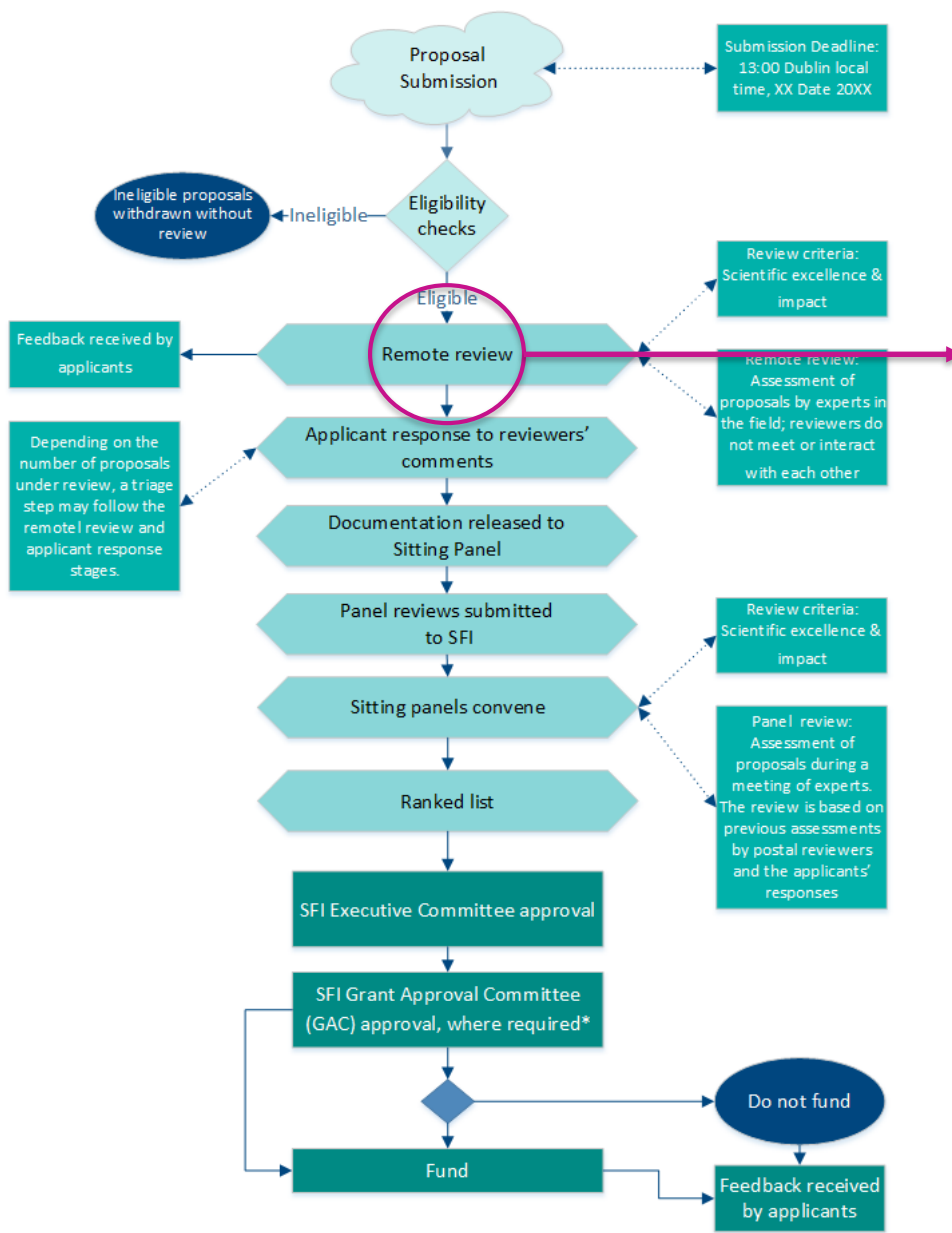 Proposal
Submission
Submission Deadline:
13:00 Dublin local
time, XX Date 20XX
Ineligible proposals
withdrawn without
review
Ineligible
Eligibility
checks
Eligible
Review criteria:
Scientific excellence &
impact
Feedback received by
applicants
Remote review
Remote review:
Assessment of
proposals by experts in
the field; reviewers do
not meet or interact
with each other
Depending on the
number of proposals
under review, a triage
step may follow the
remotel review and
applicant response
stages.
Applicant response to reviewers’
comments
Documentation released to
Sitting Panel
Panel reviews submitted
to SFI
Review criteria:
Scientific excellence &
impact
Sitting panels convene
Panel review:
Assessment of
proposals during a
meeting of experts.
The review is based on
previous assessments
by postal reviewers
and the applicants’
responses
Ranked list
SFI Executive Committee approval
SFI Grant Approval Committee
(GAC) approval, where required*
Do not fund
Fund
Feedback received
by applicants